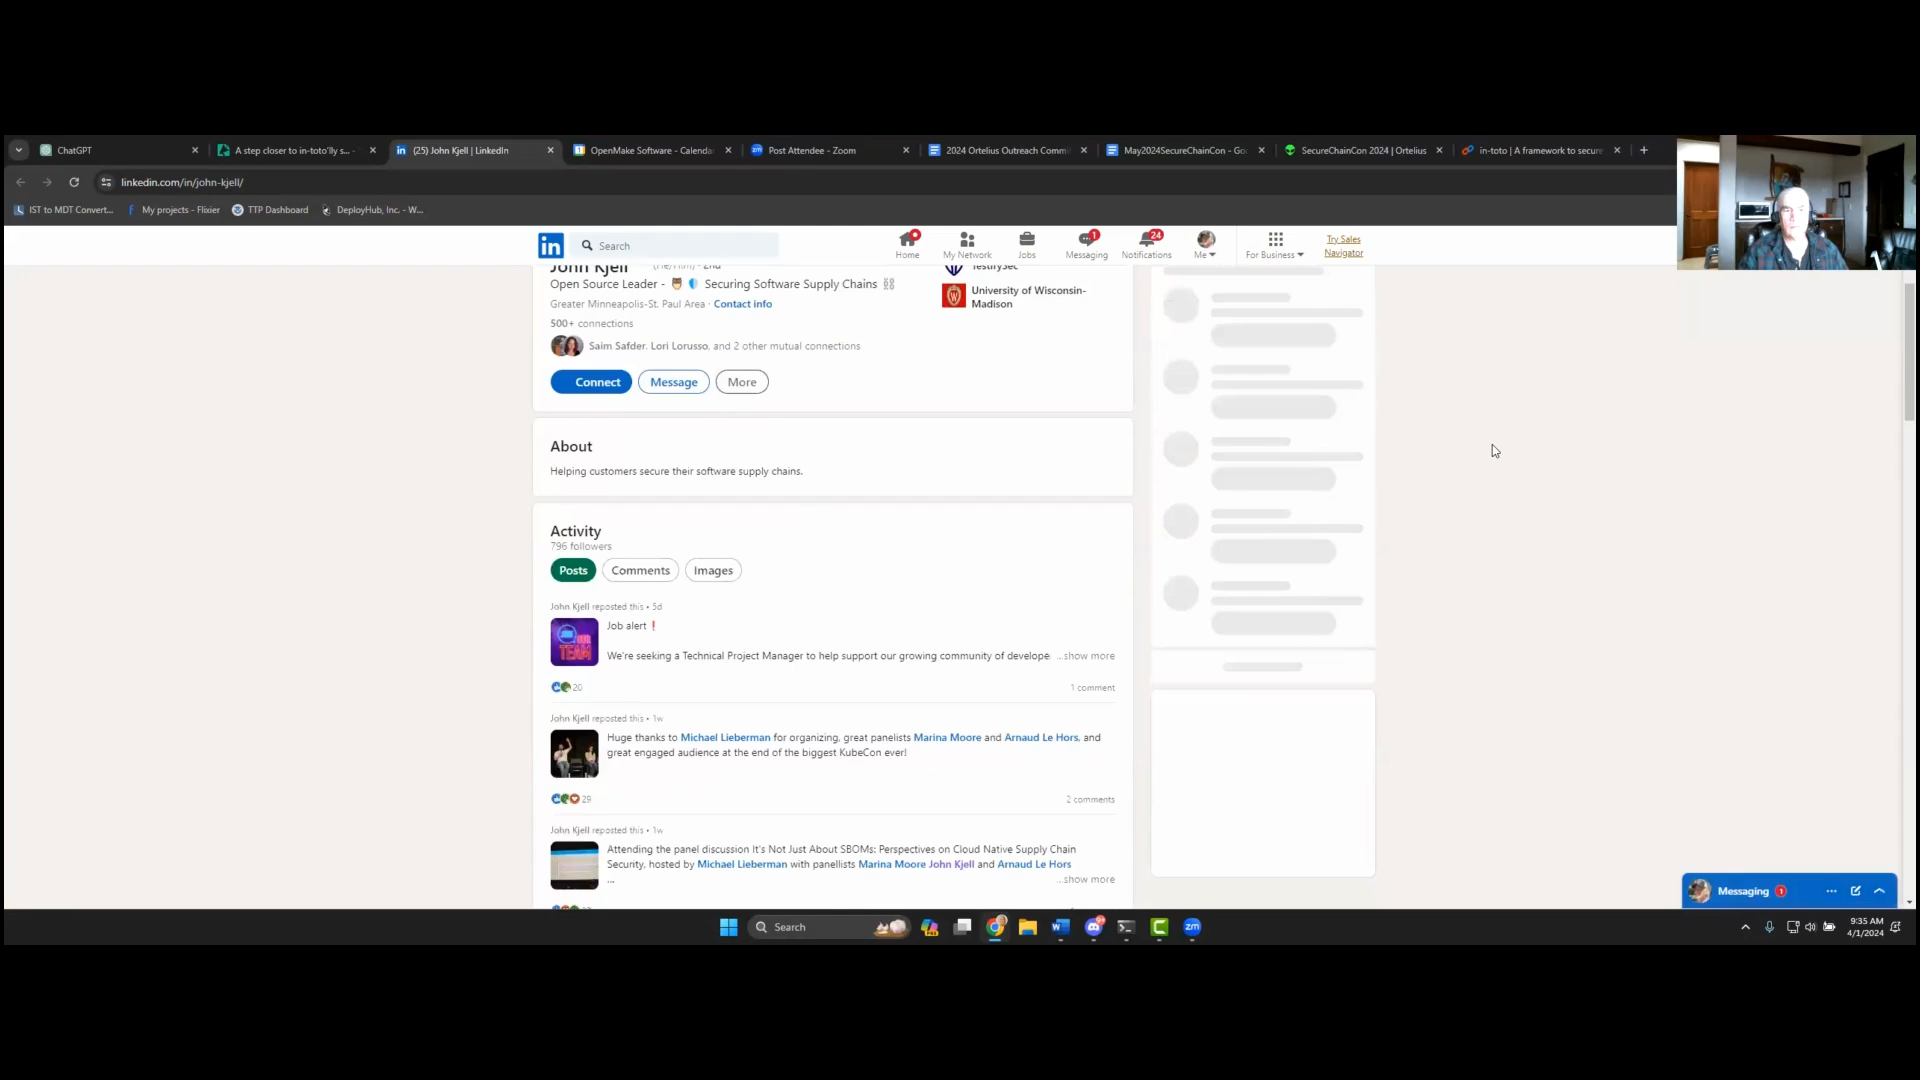 ChatGPT
A step closer to in-toto'lly s... -
(25) John Kjell | LinkedIn
OpenMake Software - Calenda
Post Attendee - Zoom
2024 Ortelius Outreach Commi
May2024SecureChainCon - Go
SecureChainCon 2024 | Ortelius
in-toto | A framework to secure
linkedin.com/in/john-kjell/
IST to MDT Convert...
My projects - Flixier
TTP Dashboard
DeployHub, Inc. - W...
in
Search
Home
My Network
Jobs
1
Messaging
24
Notifications
Me
For Business
Try Sales
Navigator
John Kjell (He/Him) · 2nd
Open Source Leader - Securing Software Supply Chains
Greater Minneapolis-St. Paul Area · Contact info
500+ connections
Saim Safder, Lori Lorusso, and 2 other mutual connections
Connect
Message
More
TestifySec
University of Wisconsin-
Madison
About
Helping customers secure their software supply chains.
Activity
796 followers
Posts
Comments
Images
John Kjell reposted this • 5d
Job alert ❗
We're seeking a Technical Project Manager to help support our growing community of develope ...show more
OUR
TEAM
20
1 comment
John Kjell reposted this • 1w
Huge thanks to Michael Lieberman for organizing, great panelists Marina Moore and Arnaud Le Hors, and
great engaged audience at the end of the biggest KubeCon ever!
29
2 comments
John Kjell reposted this • 1w
Attending the panel discussion It's Not Just About SBOMs: Perspectives on Cloud Native Supply Chain
Security, hosted by Michael Lieberman with panellists Marina Moore John Kjell and Arnaud Le Hors
...
...show more
Messaging 1
Search
9:35 AM
4/1/2024